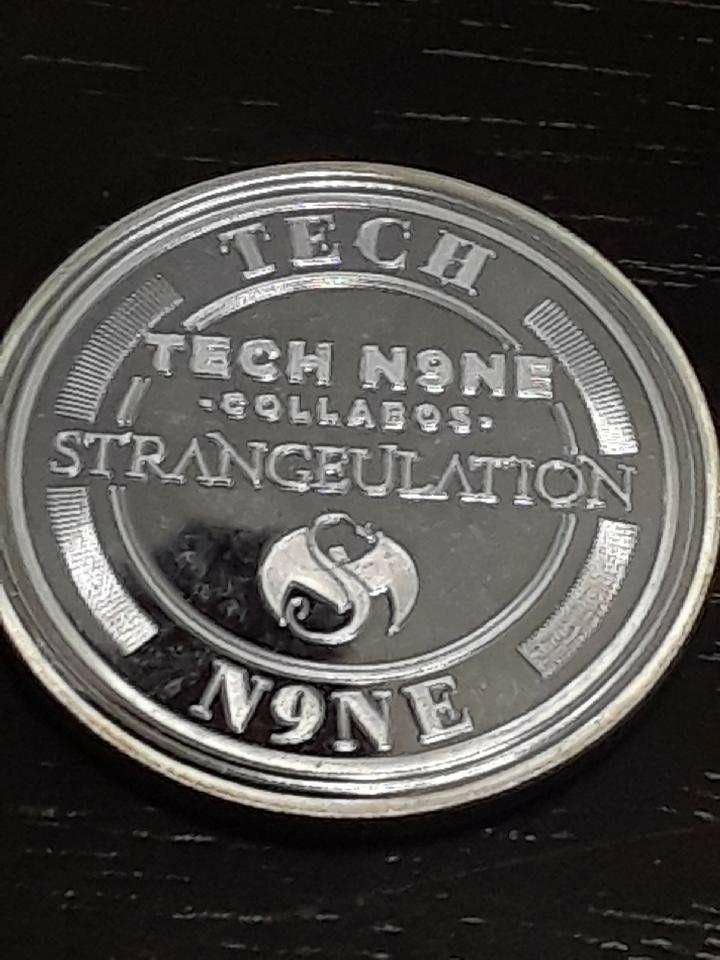 TECH
TECH N9NE
-COLLABOS-
STRANGEULATION
N9NE